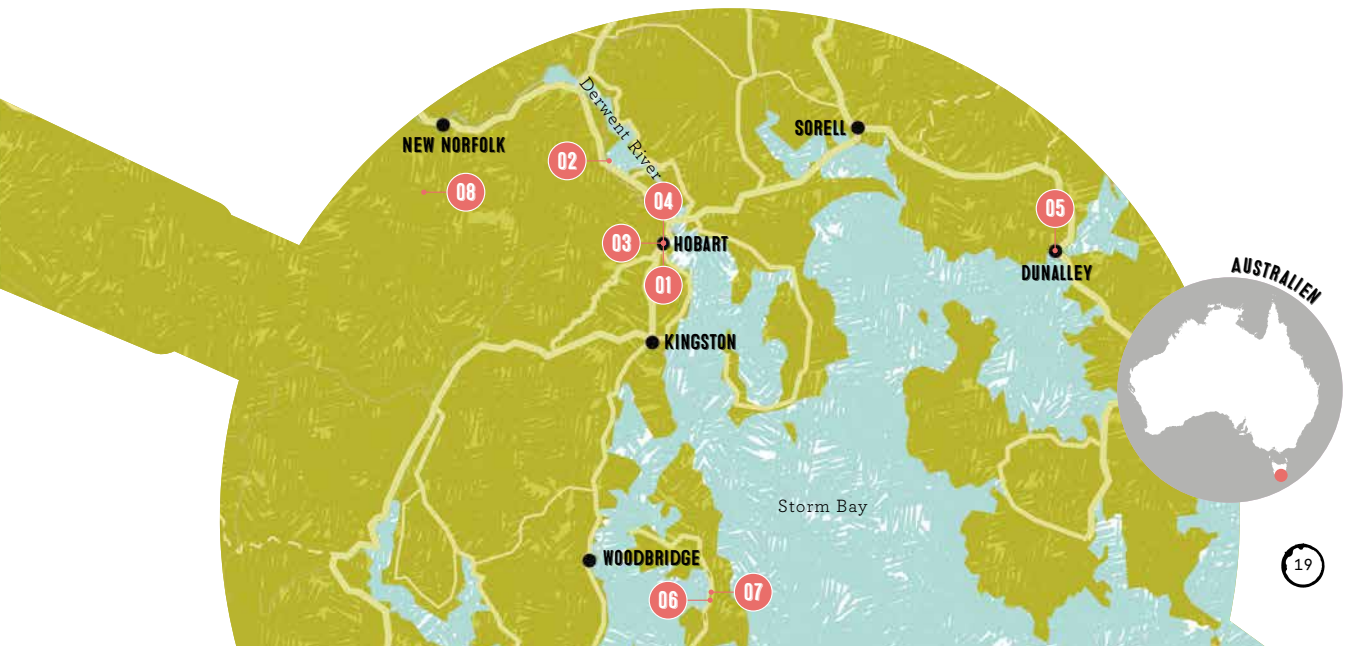 Derwent River
SORELL
NEW NORFOLK
02
08
04
05
03
HOBART
DUNALLEY
AUSTRALIEN
01
KINGSTON
Storm Bay
WOODBRIDGE
19
06
07